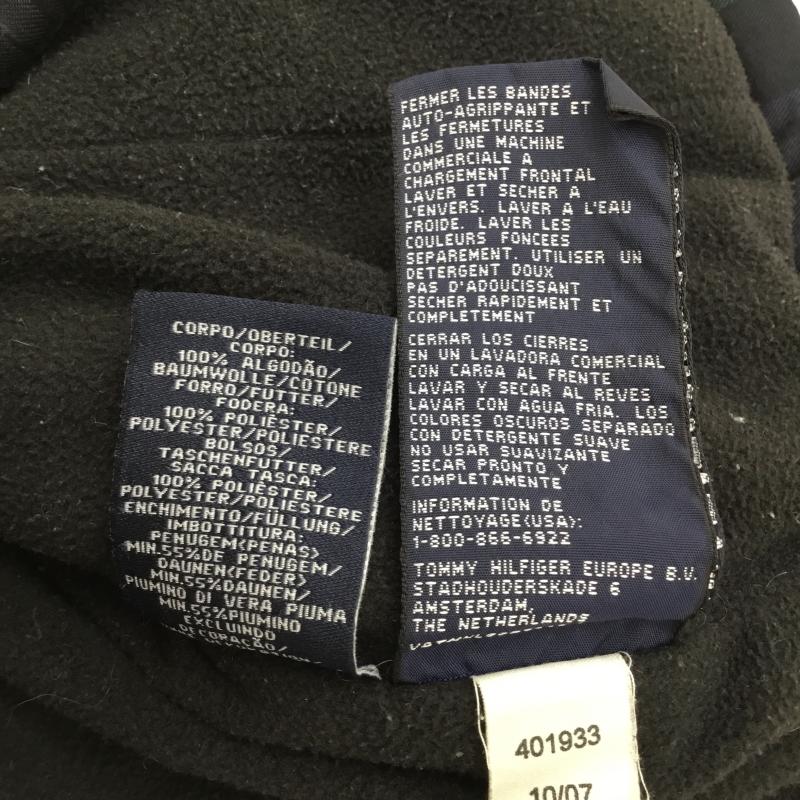 CORPO/OBERTEIL/
CORPO:
100% ALGODÃO/
BAUMWOLLE/COTONE
FORRO/FUTTER/
FODERA:
100% POLIÈSTER/
POLYESTER/POLIESTERE
BOLSOS/
TASCHENFUTTER/
SACCA TASCA:
100% POLIÈSTER/
POLYESTER/POLIESTERE
ENCHIMENTO/FÜLLUNG/
IMBOTTITURA:
PENUGEM(PENAS)
MIN.55%DE PENUGEM/
DAUNEN(FEDER)
MIN.55%DAUNEN/
PIUMINO DI VERA PIUMA
MIN.55%PIUMINO
EXCLUINDO
DECORAÇÃO/
FERMER LES BANDES
AUTO-AGRIPPANTE ET
LES FERMETURES
DANS UNE MACHINE
COMMERCIALE A
CHARGEMENT FRONTAL
LAVER ET SECHER A
L'ENVERS. LAVER A L'EAU
FROIDE. LAVER LES
COULEURS FONCEES
SEPAREMENT. UTILISER UN
DETERGENT DOUX
PAS D'ADOUCISSANT
SECHER RAPIDEMENT ET
COMPLETEMENT
CERRAR LOS CIERRES
EN UN LAVADORA COMERCIAL
CON CARGA AL FRENTE
LAVAR Y SECAR AL REVES
LAVAR CON AGUA FRIA. LOS
COLORES OSCUROS SEPARADO
CON DETERGENTE SUAVE
NO USAR SUAVIZANTE
SECAR PRONTO Y
COMPLETAMENTE
INFORMATION DE
NETTOYAGE(USA):
1-800-866-6922
TOMMY HILFIGER EUROPE B.V.
STADHOUDERSKADE 6
AMSTERDAM,
THE NETHERLANDS
401933
10/07